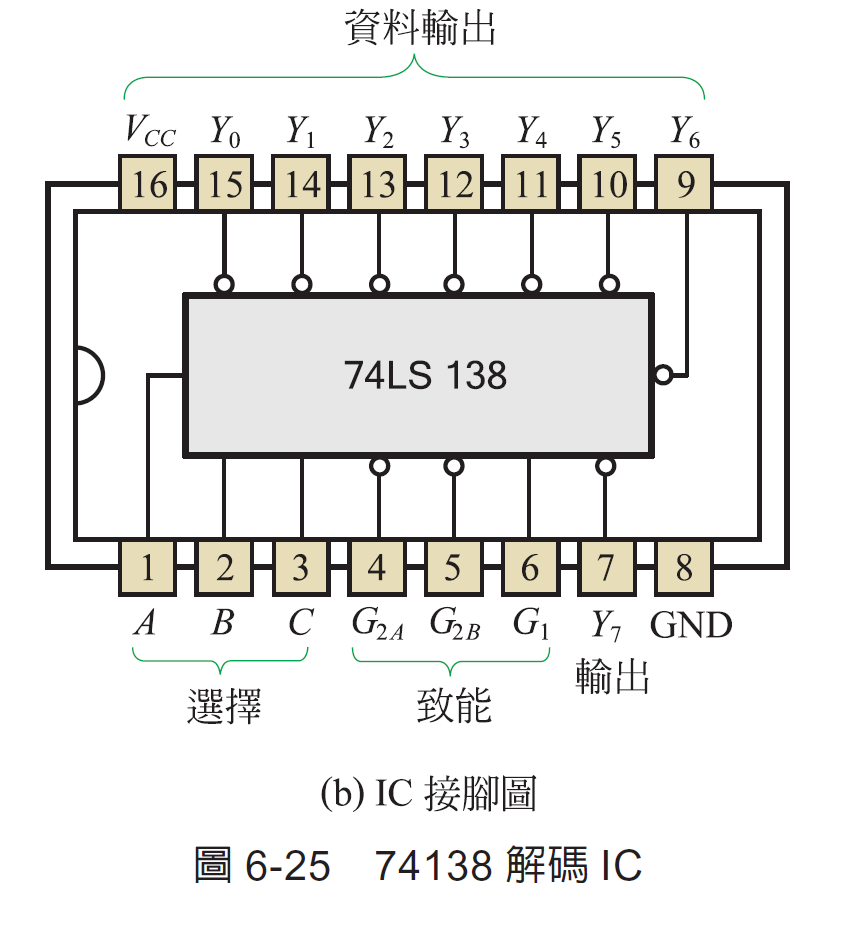 資料輸出
VCC Y0 Y1 Y2 Y3 Y4 Y5 Y6
16 15 14 13 12 11 10 9
74LS 138
1 2 3 4 5 6 7 8
A B C G2A G2B G1 Y7 GND
選擇 致能 輸出
(b) IC 接腳圖
圖 6-25 74138 解碼 IC